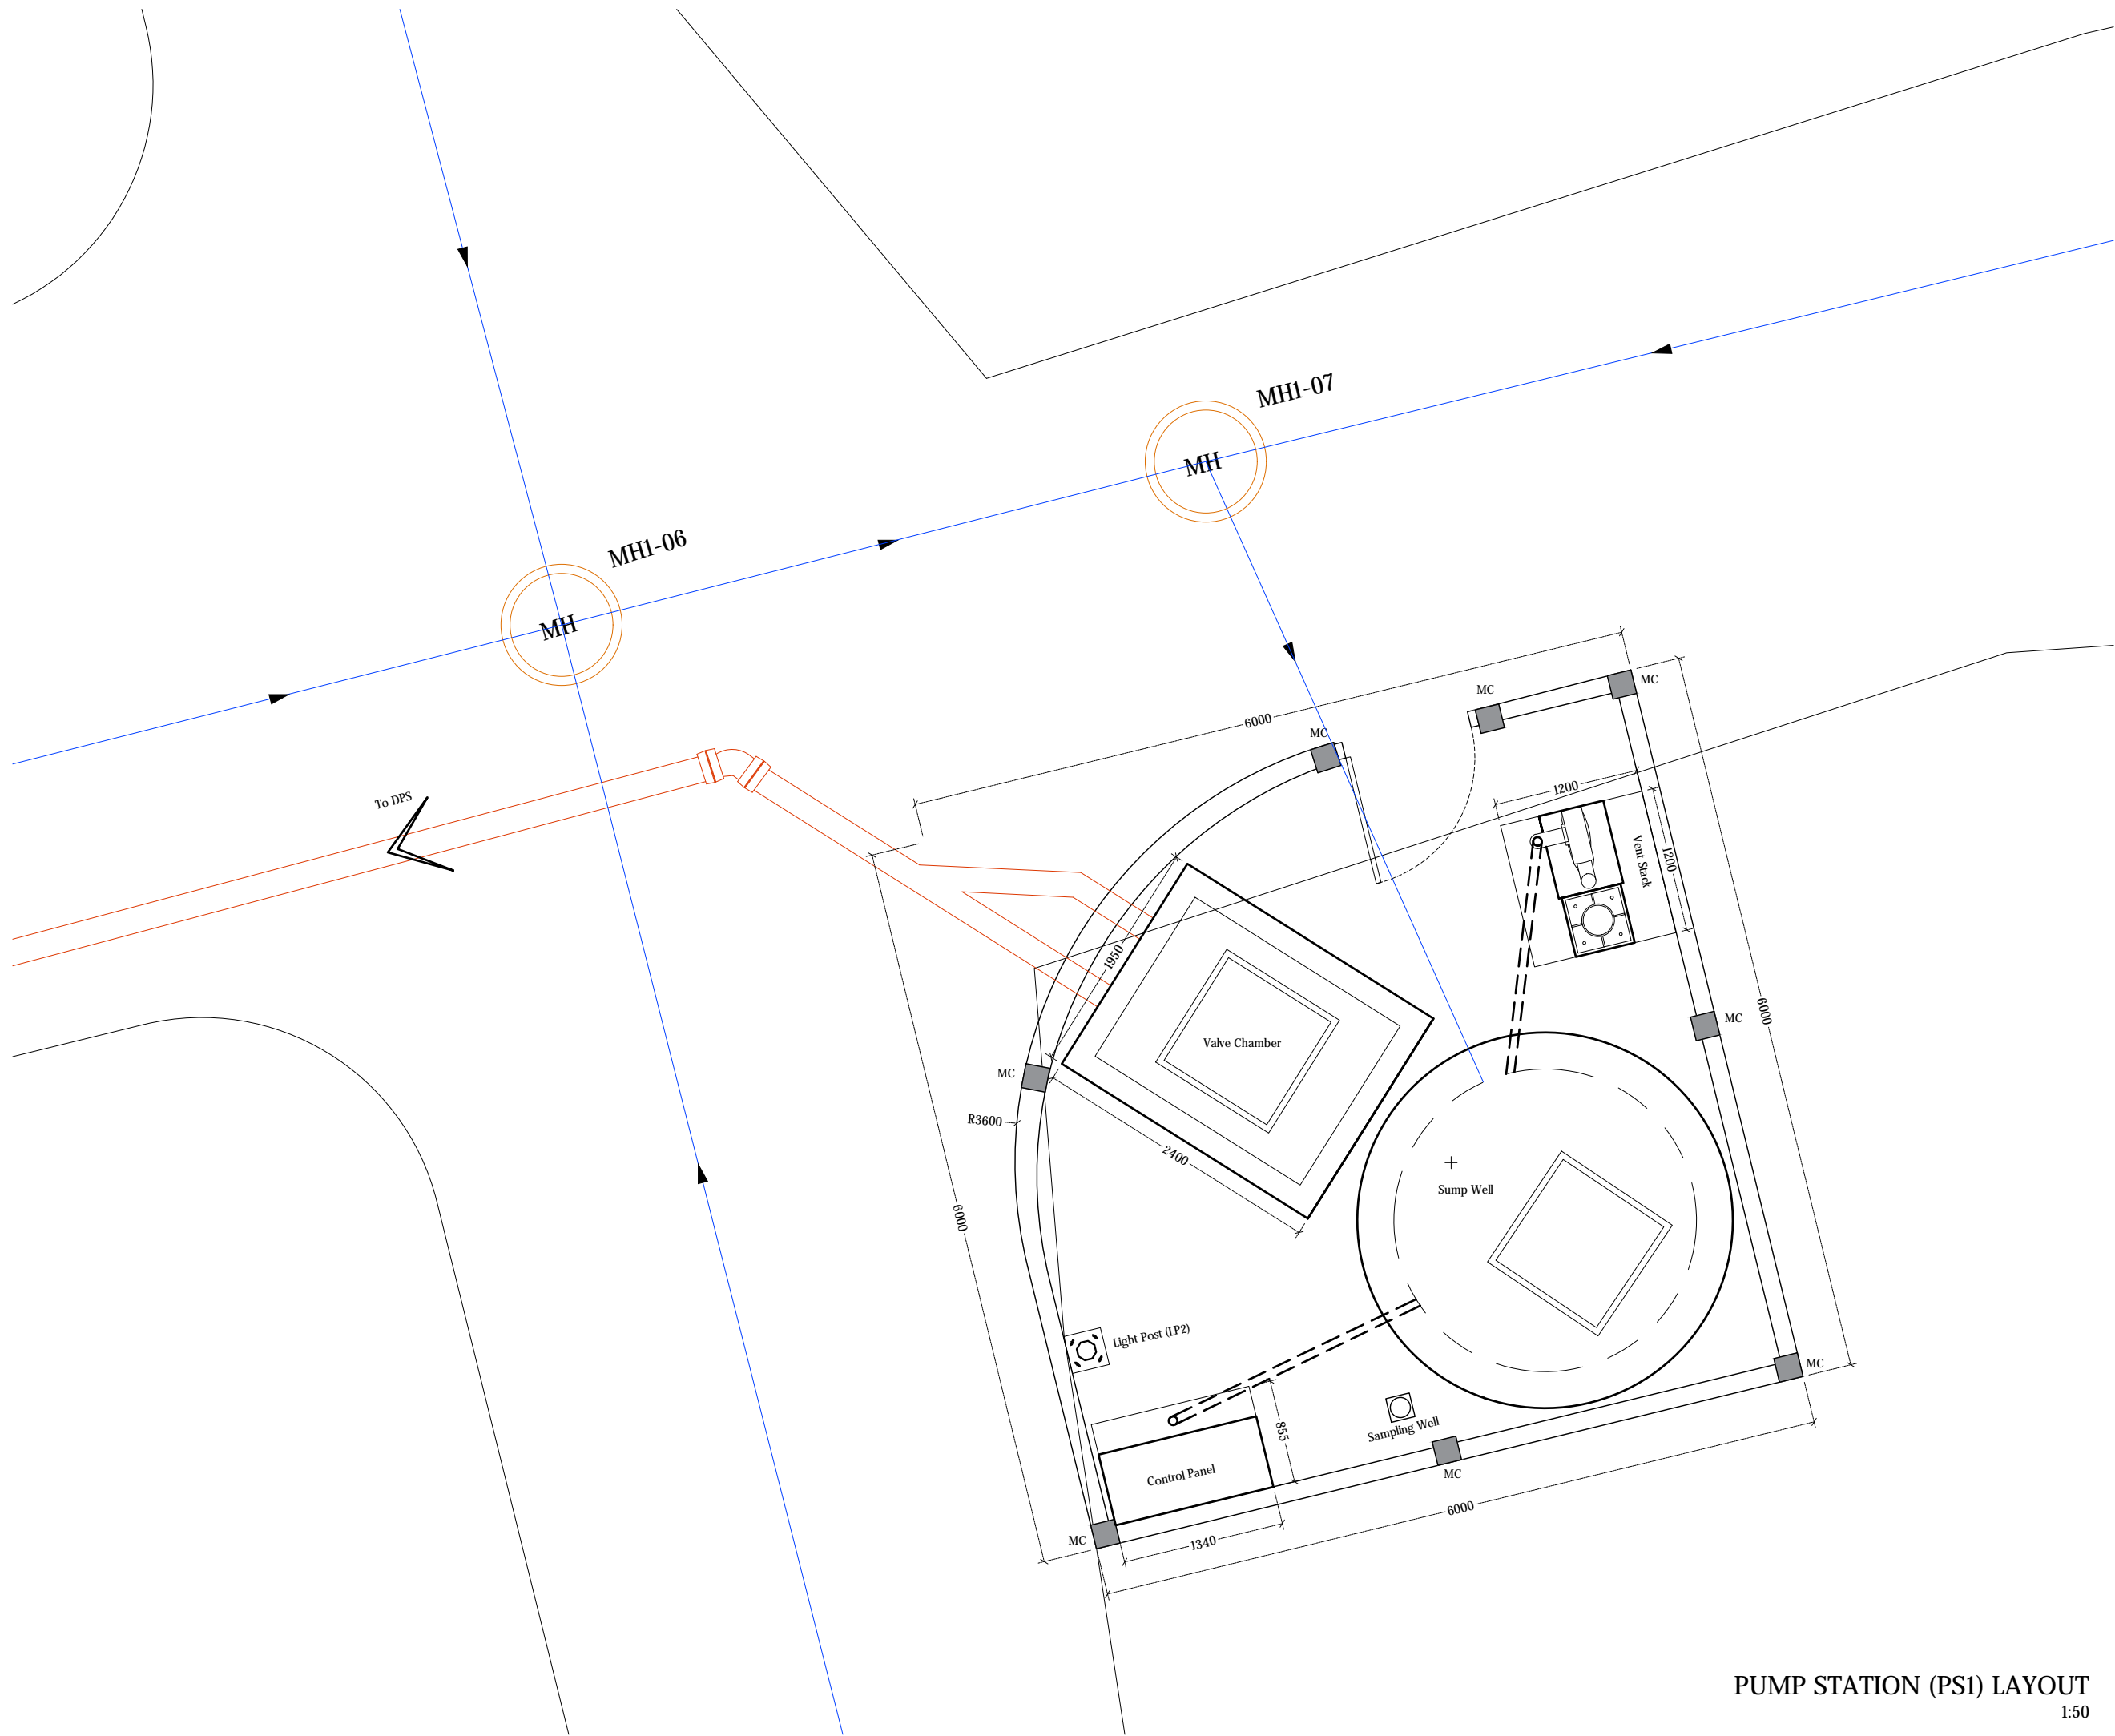 MH1-07
MH
MH1-06
MH
6000
MC
MC
MC
To DPS
1200
Vent Stack
1200
1950
6000
MC
Valve Chamber
MC
R3600
2400
Sump Well
6000
Light Post (LP2)
MC
855
Sampling Well
Control Panel
MC
6000
MC
1340
PUMP STATION (PS1) LAYOUT
1:50